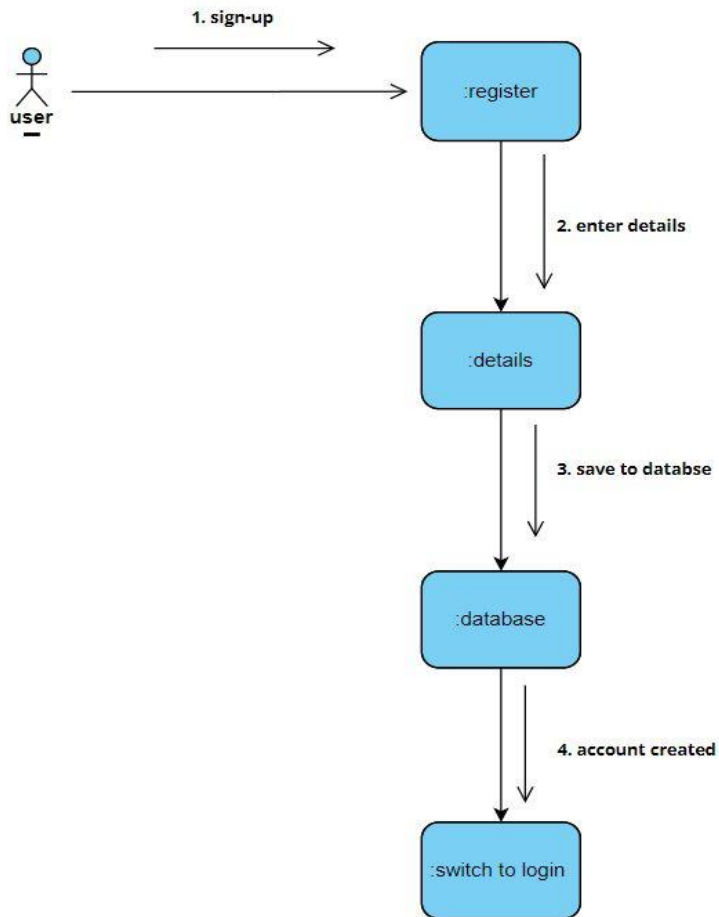 1. sign-up
user
:register
2. enter details
:details
3. save to databse
:database
4. account created
:switch to login